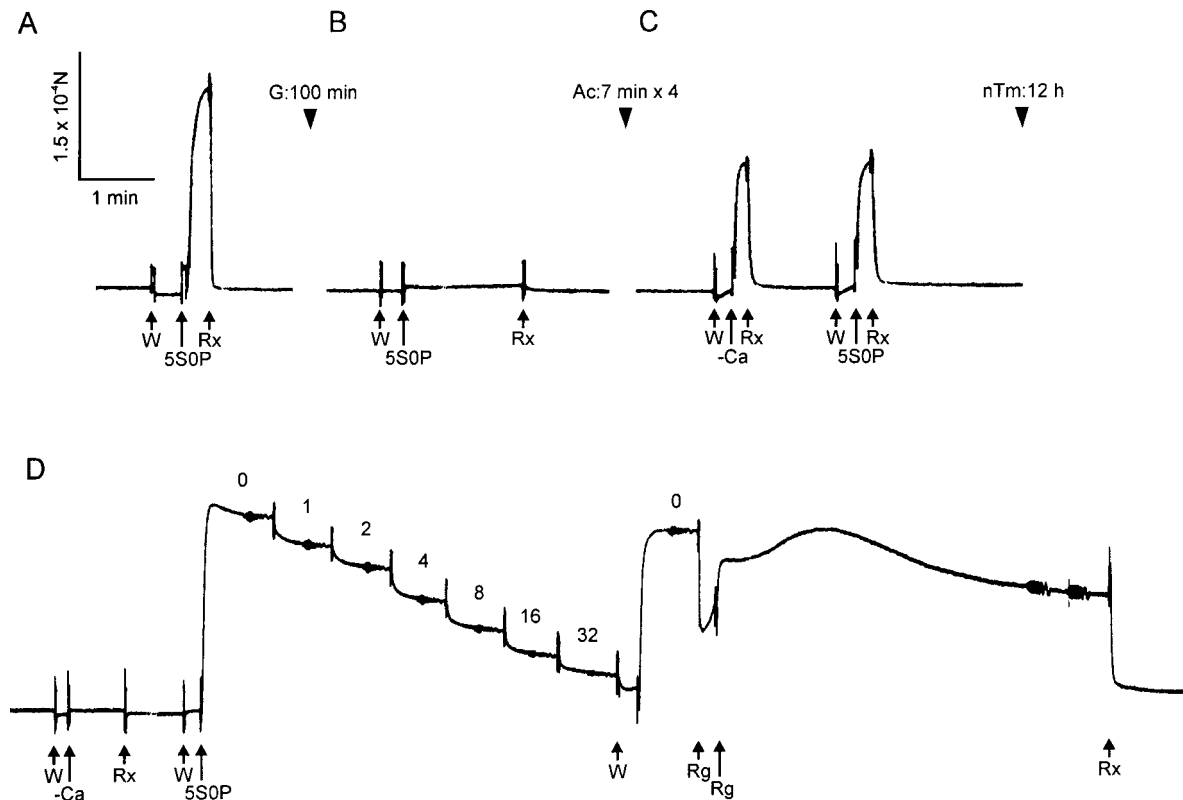 A
B
C
1.5 x 10⁻⁴N
1 min
G:100 min
Ac:7 min x 4
nTm:12 h
W
5S0P
Rx
W
5S0P
Rx
W
-Ca
Rx
W
5S0P
Rx
D
0
1
2
4
8
16
32
0
W
-Ca
Rx
W
5S0P
W
Rg
Rg
Rx